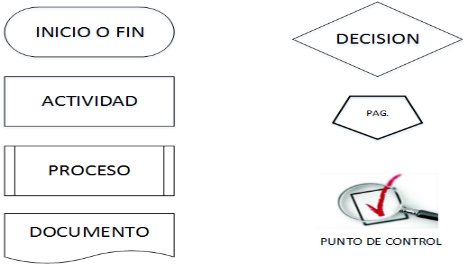 INICIO O FIN
ACTIVIDAD
PROCESO
DOCUMENTO
DECISION
PAG.
PUNTO DE CONTROL